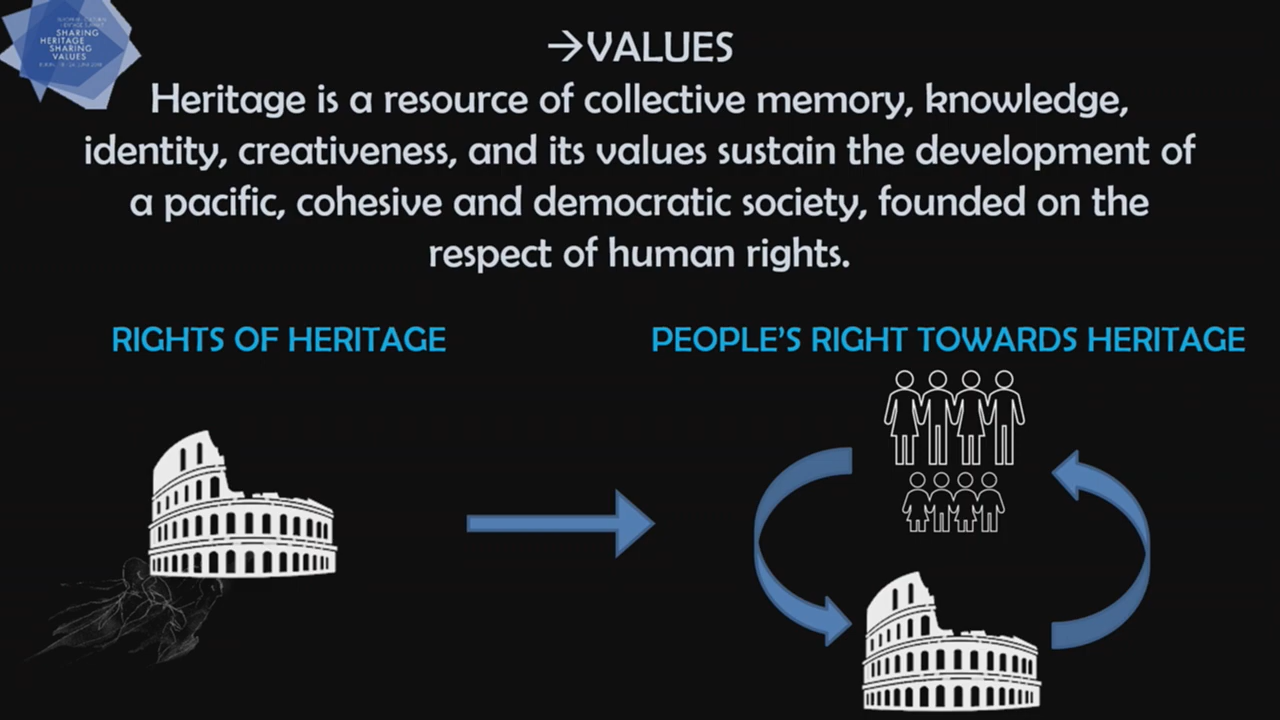 SHARING
HERITAGE
SHARING
VALUES
→VALUES
Heritage is a resource of collective memory, knowledge,
identity, creativeness, and its values sustain the development of
a pacific, cohesive and democratic society, founded on the
respect of human rights.
RIGHTS OF HERITAGE
PEOPLE'S RIGHT TOWARDS HERITAGE